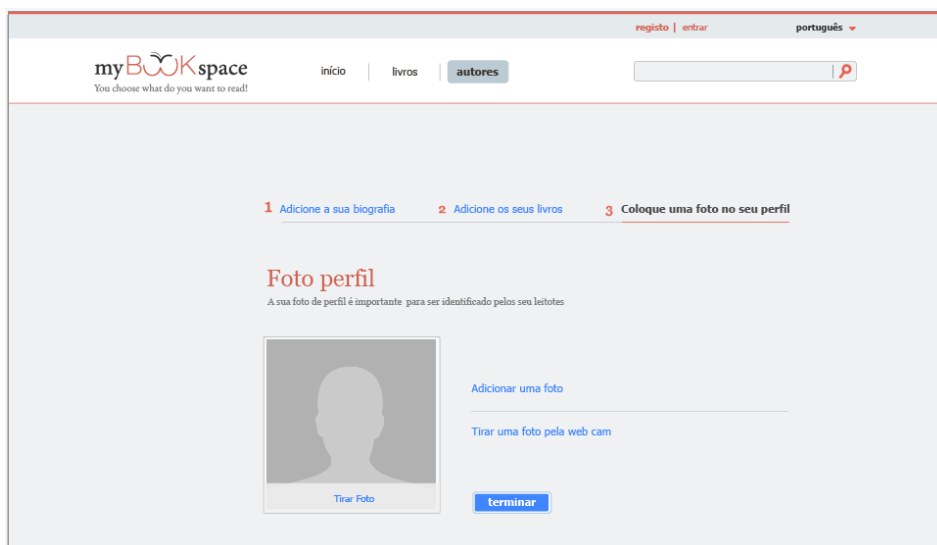 registo | entrar português
myBOOKspace
You choose what do you want to read!
início livros autores
1 Adicione a sua biografia 2 Adicione os seus livros 3 Coloque uma foto no seu perfil
Foto perfil
A sua foto de perfil é importante para ser identificado pelos seu leitotes
Adicionar uma foto
Tirar uma foto pela web cam
Tirar Foto
terminar